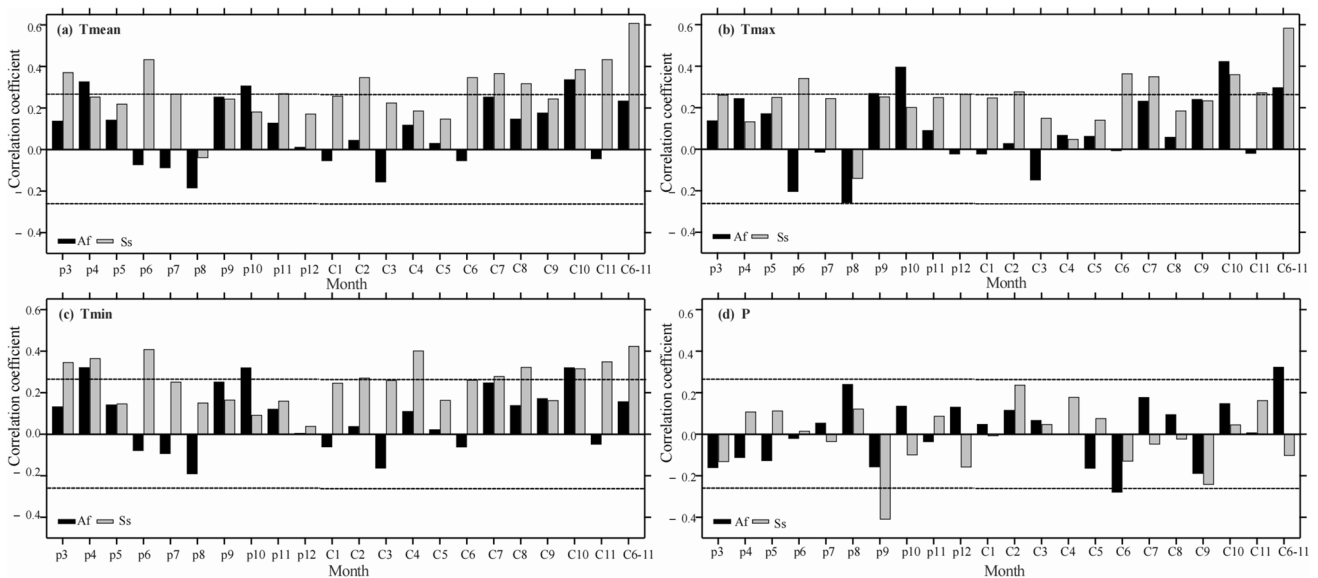 (a) Tmean
Correlation coefficient
0.6
0.4
0.2
0.0
- 0.2
- 0.4
Af Ss
p3 p4 p5 p6 p7 p8 p9 p10 p11 p12 C1 C2 C3 C4 C5 C6 C7 C8 C9 C10 C11 C6-11
Month
(b) Tmax
Correlation coefficient
0.6
0.4
0.2
0.0
- 0.2
- 0.4
Af Ss
p3 p4 p5 p6 p7 p8 p9 p10 p11 p12 C1 C2 C3 C4 C5 C6 C7 C8 C9 C10 C11 C6-11
Month
(c) Tmin
Correlation coefficient
0.6
0.4
0.2
0.0
- 0.2
- 0.4
Af Ss
p3 p4 p5 p6 p7 p8 p9 p10 p11 p12 C1 C2 C3 C4 C5 C6 C7 C8 C9 C10 C11 C6-11
Month
(d) P
Correlation coefficient
0.6
0.4
0.2
0.0
- 0.2
- 0.4
Af Ss
p3 p4 p5 p6 p7 p8 p9 p10 p11 p12 C1 C2 C3 C4 C5 C6 C7 C8 C9 C10 C11 C6-11
Month